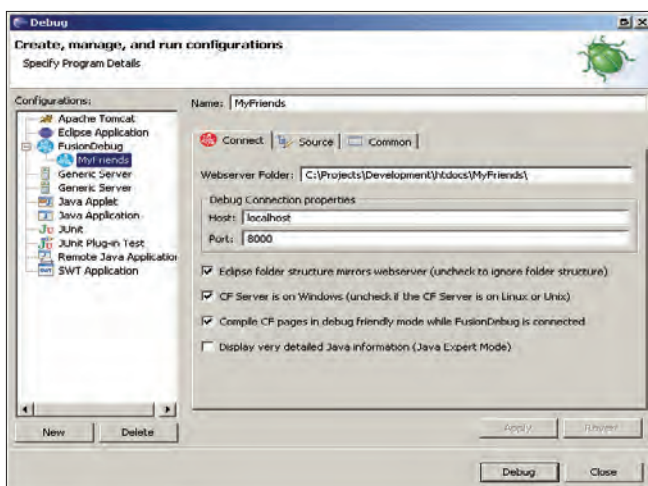 Debug
Create, manage, and run configurations
Specify Program Details
Configurations:
Apache Tomcat
Eclipse Application
FusionDebug
MyFriends
Generic Server
Generic Server
Java Applet
Java Application
JUnit
JUnit Plug-in Test
Remote Java Application
SWT Application
New
Delete
Name: MyFriends
Connect
Source
Common
Webserver Folder: C:\Projects\Development\htdocs\MyFriends\
Debug Connection properties
Host: localhost
Port: 8000
Eclipse folder structure mirrors webserver (uncheck to ignore folder structure)
CF Server is on Windows (uncheck if the CF Server is on Linux or Unix)
Compile CF pages in debug friendly mode while FusionDebug is connected
Display very detailed Java information (Java Expert Mode)
Apply
Revert
Debug
Close